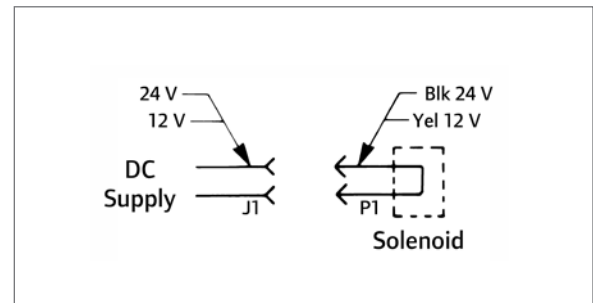 24 V
12 V
Blk 24 V
Yel 12 V
DC
Supply
J1
P1
Solenoid